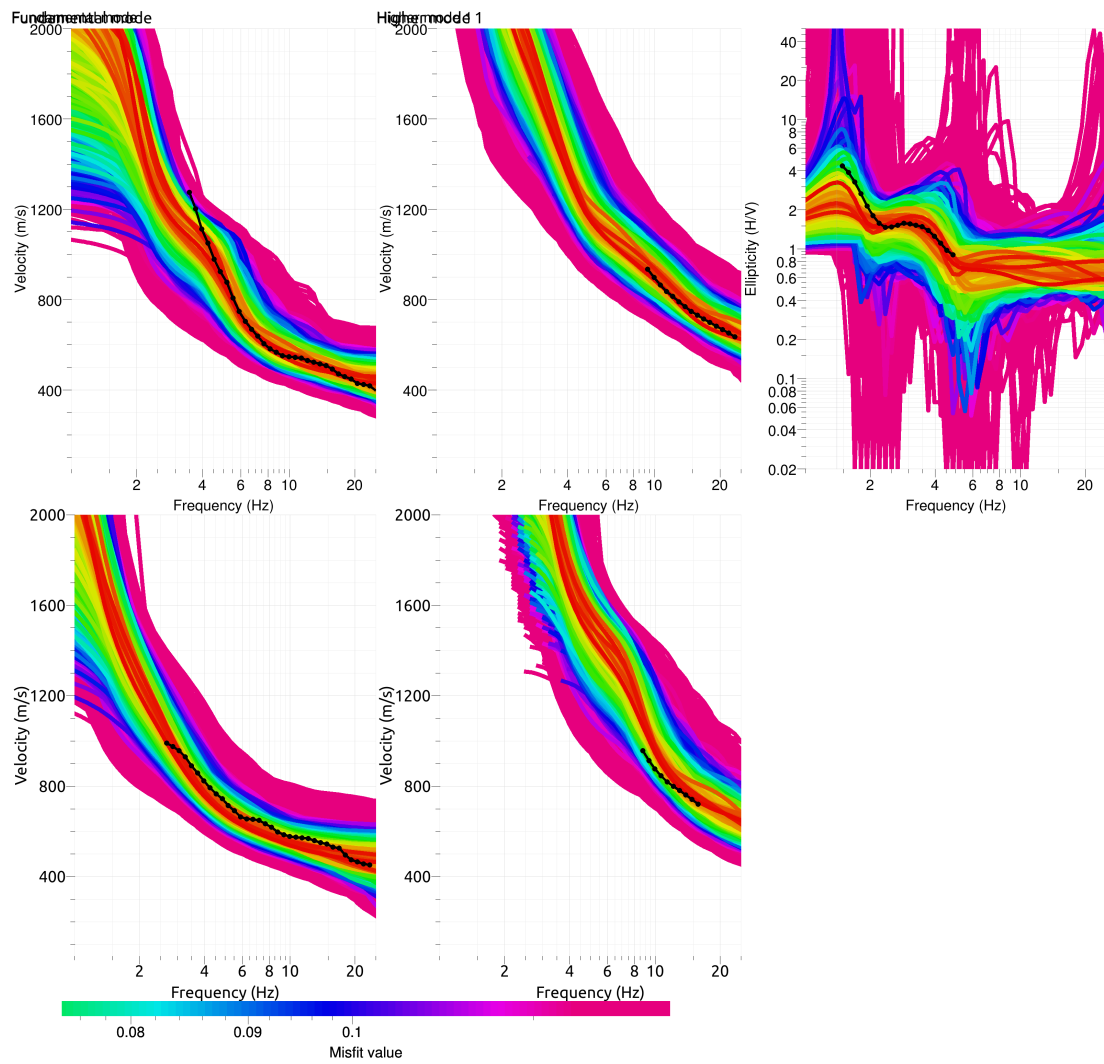 Fundamental mode
Higher mode 1
2000
1600
1200
800
400
Velocity (m/s)
2 4 6 8 10 20
Frequency (Hz)
2000
1600
1200
800
400
Velocity (m/s)
2 4 6 8 10 20
Frequency (Hz)
40
20
10
8
6
4
2
1
0.8
0.6
0.4
0.2
0.1
0.08
0.06
0.04
0.02
Ellipticity (H/V)
2 4 6 8 10 20
Frequency (Hz)
2000
1600
1200
800
400
Velocity (m/s)
2 4 6 8 10 20
Frequency (Hz)
2000
1600
1200
800
400
Velocity (m/s)
2 4 6 8 10 20
Frequency (Hz)
0.08 0.09 0.1
Misfit value